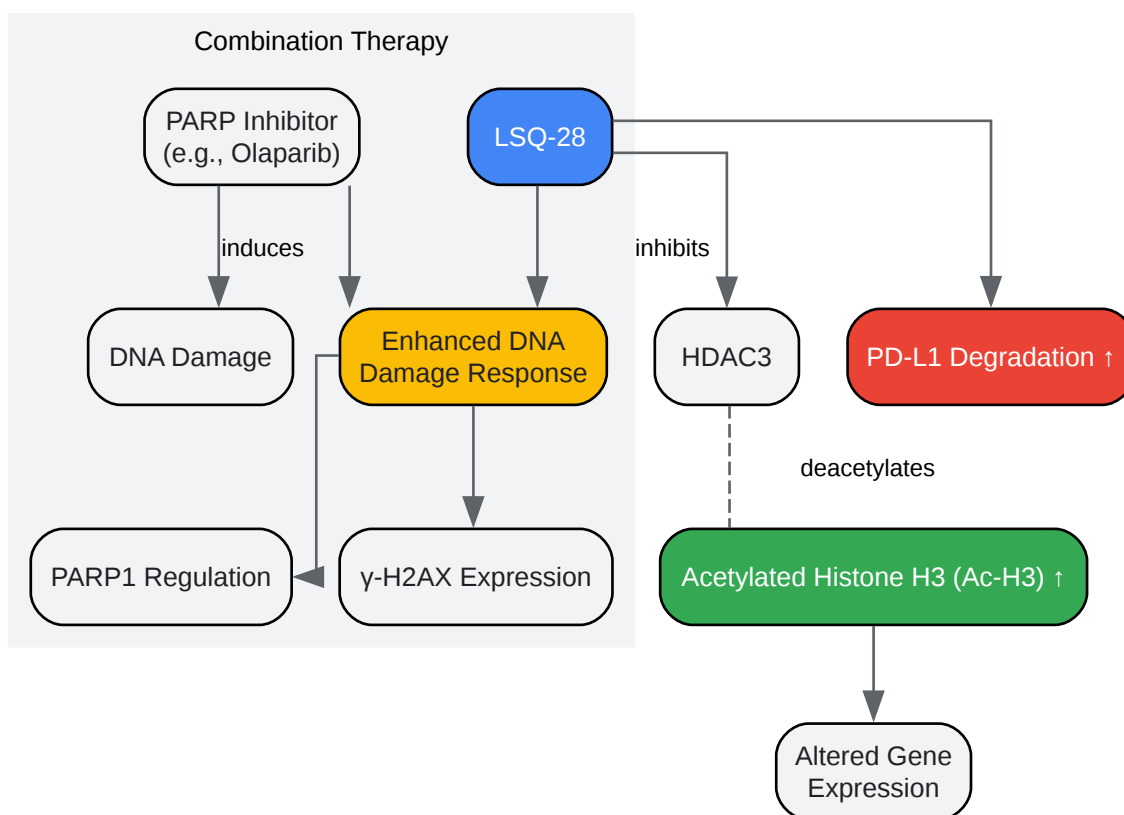 Combination Therapy
PARP Inhibitor
(e.g., Olaparib)
LSQ-28
induces
inhibits
DNA Damage
Enhanced DNA
Damage Response
HDAC3
PD-L1 Degradation ↑
deacetylates
PARP1 Regulation
γ-H2AX Expression
Acetylated Histone H3 (Ac-H3) ↑
Altered Gene
Expression